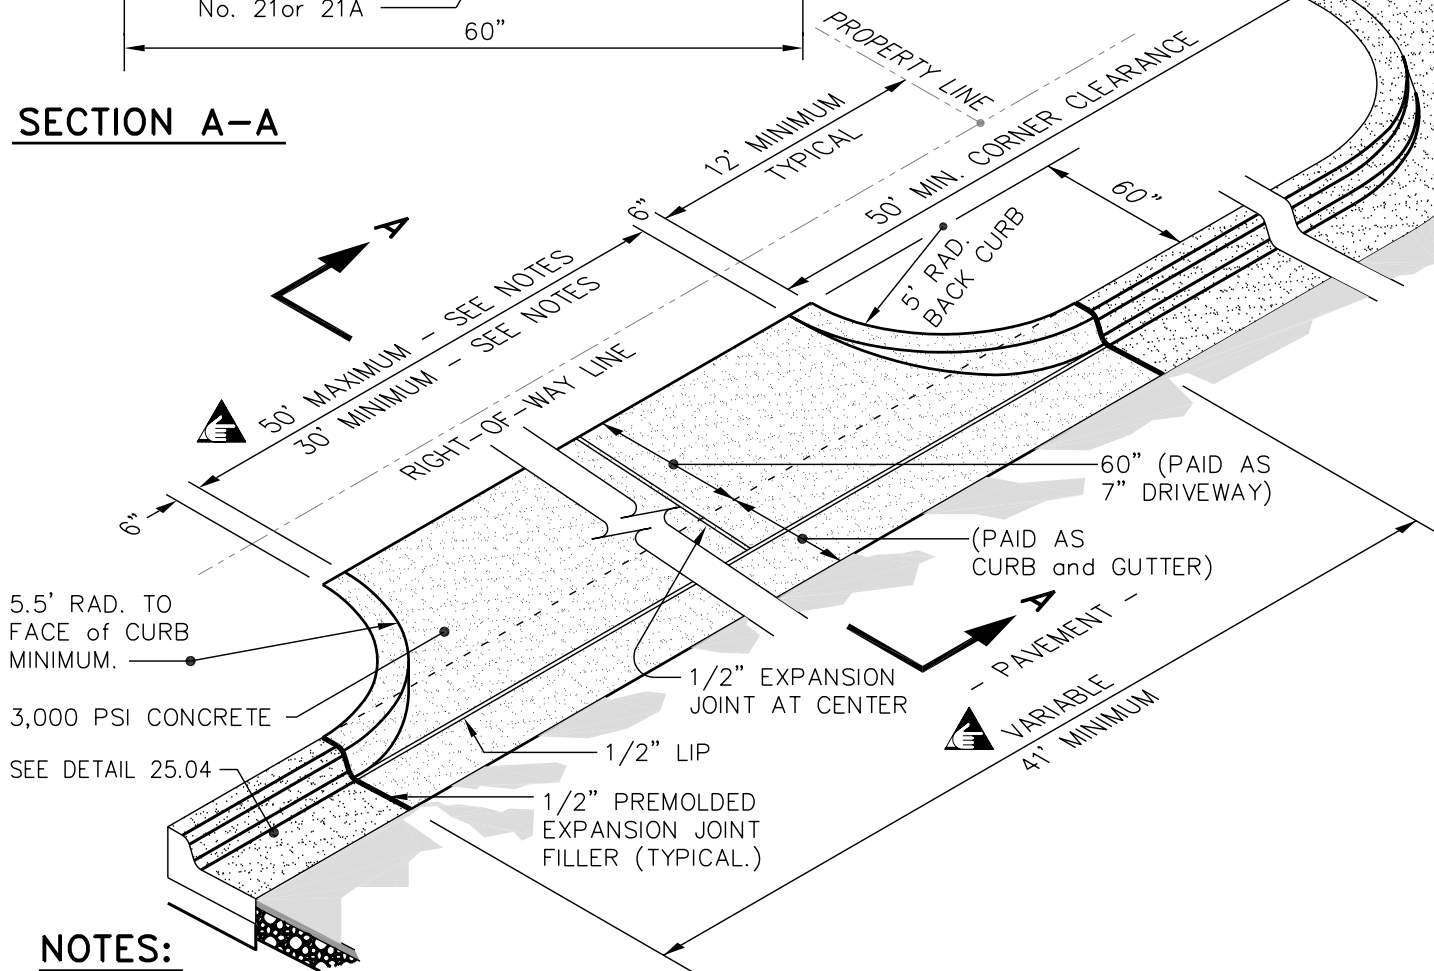 No. 21or 21A
60”
SECTION A-A
PROPERTY LINE
12' MINIMUM
TYPICAL
50' MIN. CORNER CLEARANCE
6”
60”
A
5' RAD.
BACK CURB
50' MAXIMUM - SEE NOTES
30' MINIMUM - SEE NOTES
RIGHT-OF-WAY LINE
6”
60” (PAID AS
7” DRIVEWAY)
(PAID AS
CURB and GUTTER)
A
5.5' RAD. TO
FACE of CURB
MINIMUM.
- PAVEMENT -
1/2” EXPANSION
JOINT AT CENTER
VARIABLE
41' MINIMUM
3,000 PSI CONCRETE
1/2” LIP
SEE DETAIL 25.04
1/2” PREMOLDED
EXPANSION JOINT
FILLER (TYPICAL.)
NOTES: